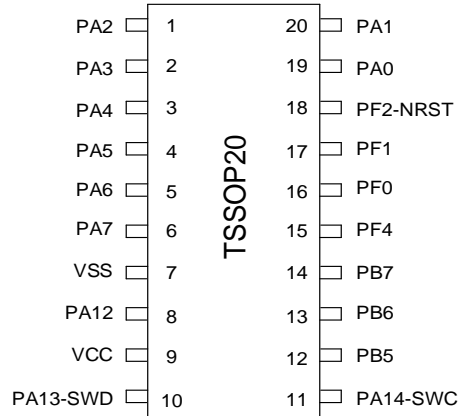 PA2 1 20 PA1
PA3 2 19 PA0
PA4 3 18 PF2-NRST
PA5 4 17 PF1
PA6 5 16 PF0
PA7 6 15 PF4
VSS 7 14 PB7
PA12 8 13 PB6
VCC 9 12 PB5
PA13-SWD 10 11 PA14-SWC
TSSOP20